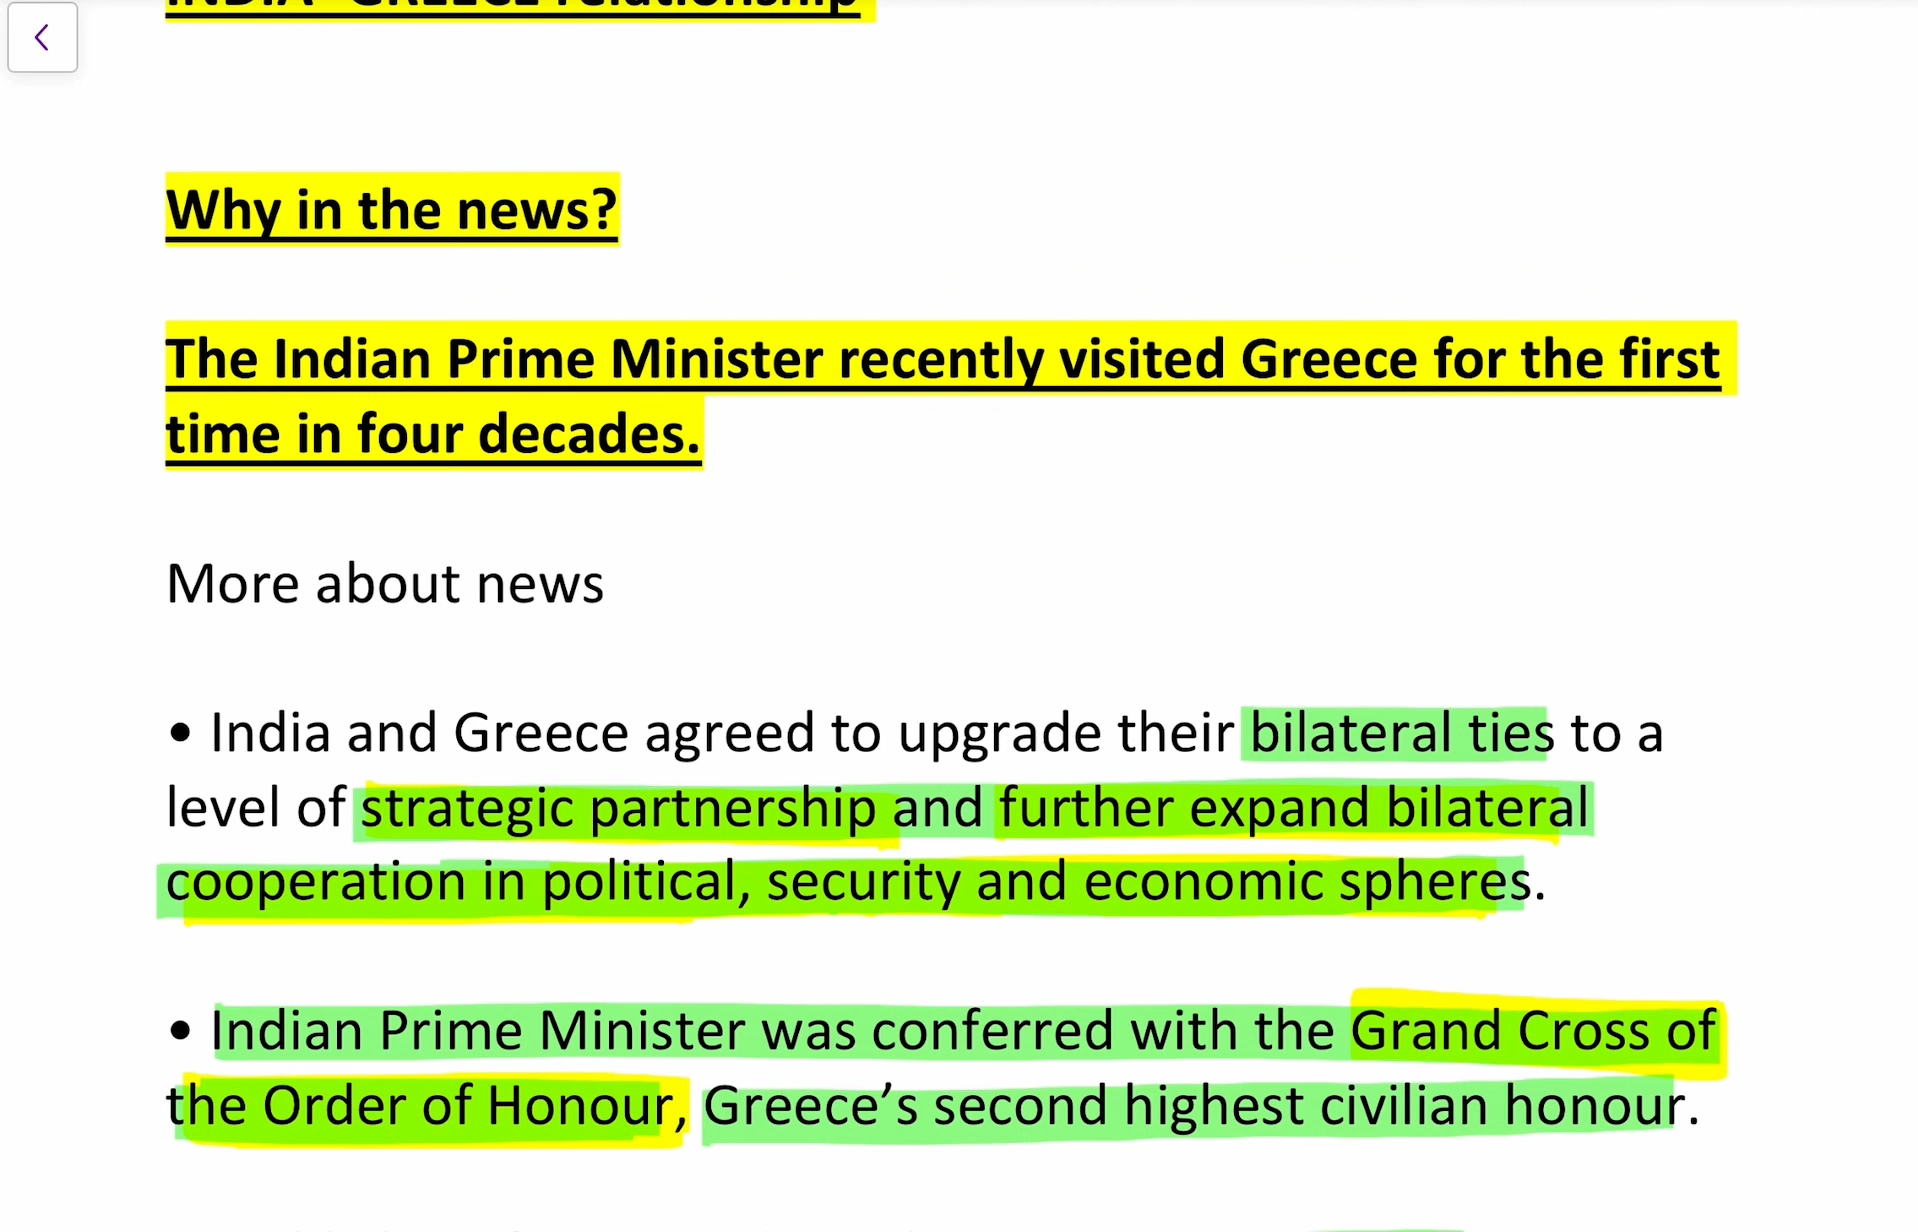 INDIA- GREECE relationship
Why in the news?
The Indian Prime Minister recently visited Greece for the first
time in four decades.
More about news
• India and Greece agreed to upgrade their bilateral ties to a
level of strategic partnership and further expand bilateral
cooperation in political, security and economic spheres.
• Indian Prime Minister was conferred with the Grand Cross of
the Order of Honour, Greece’s second highest civilian honour.